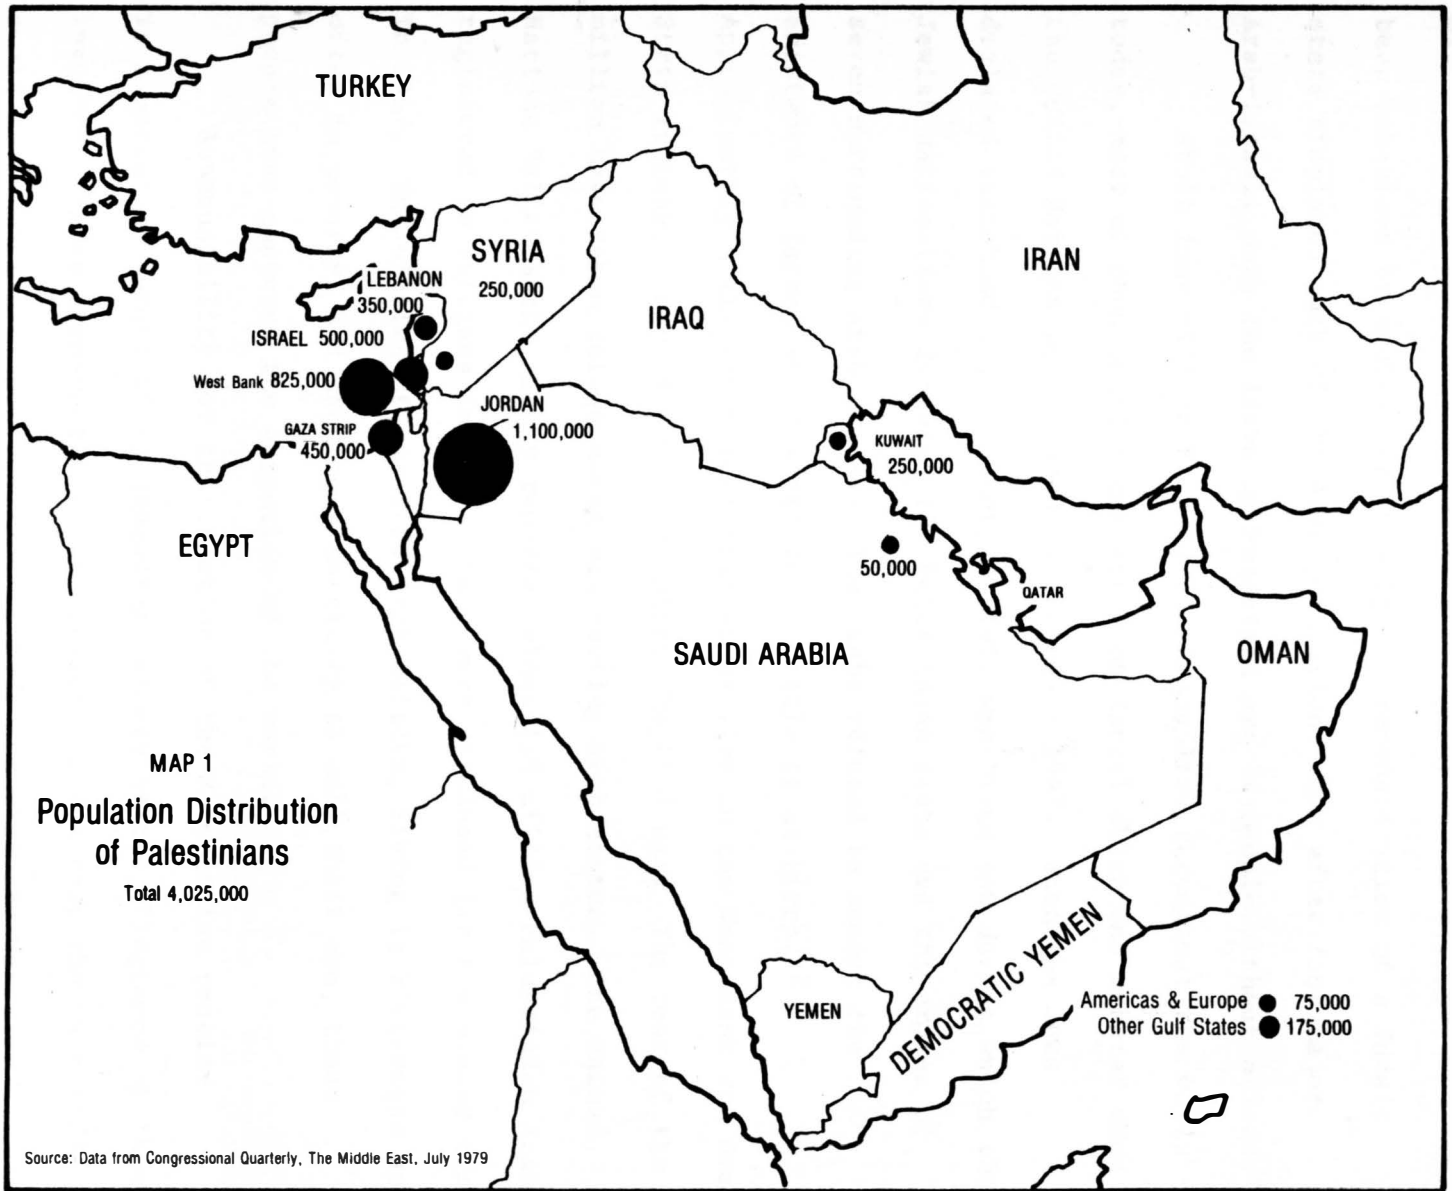 TURKEY
SYRIA
250,000
LEBANON
350,000
ISRAEL 500,000
West Bank 825,000
GAZA STRIP
450,000
JORDAN
1,100,000
IRAQ
IRAN
KUWAIT
250,000
50,000
QATAR
EGYPT
SAUDI ARABIA
OMAN
MAP 1
Population Distribution
of Palestinians
Total 4,025,000
YEMEN
DEMOCRATIC YEMEN
Americas & Europe 75,000
Other Gulf States 175,000
Source: Data from Congressional Quarterly, The Middle East, July 1979